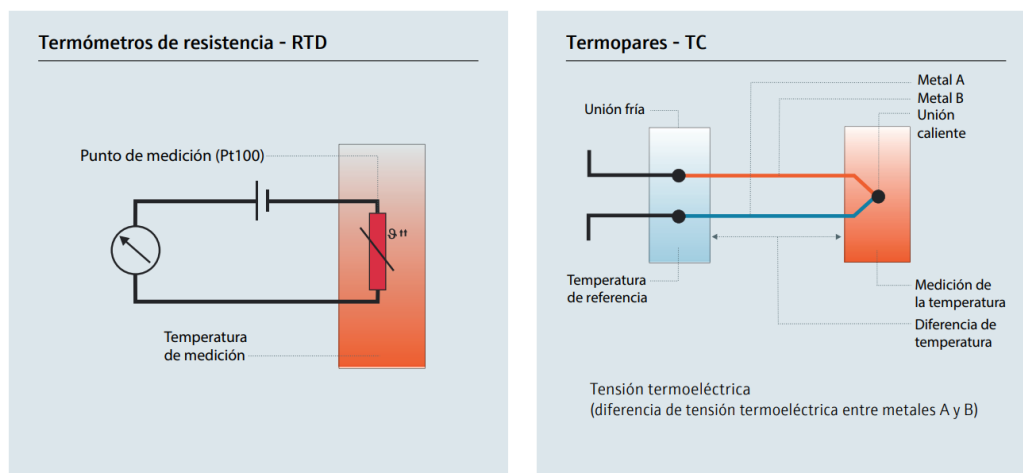 Termómetros de resistencia - RTD
Punto de medición (Pt100)
ϑ ↑↑
Temperatura
de medición
Termopares - TC
Metal A
Metal B
Unión fría
Unión
caliente
Temperatura
de referencia
Medición de
la temperatura
Diferencia de
temperatura
Tensión termoeléctrica
(diferencia de tensión termoeléctrica entre metales A y B)